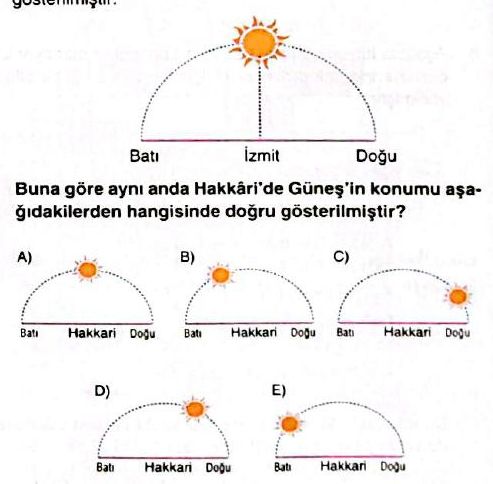 gösterilmiştir.
Batı İzmit Doğu
Buna göre aynı anda Hakkâri'de Güneş'in konumu aşa-
ğıdakilerden hangisinde doğru gösterilmiştir?
A) B) C)
Batı Hakkari Doğu Batı Hakkari Doğu Batı Hakkari Doğu
D) E)
Batı Hakkari Doğu Batı Hakkari Doğu